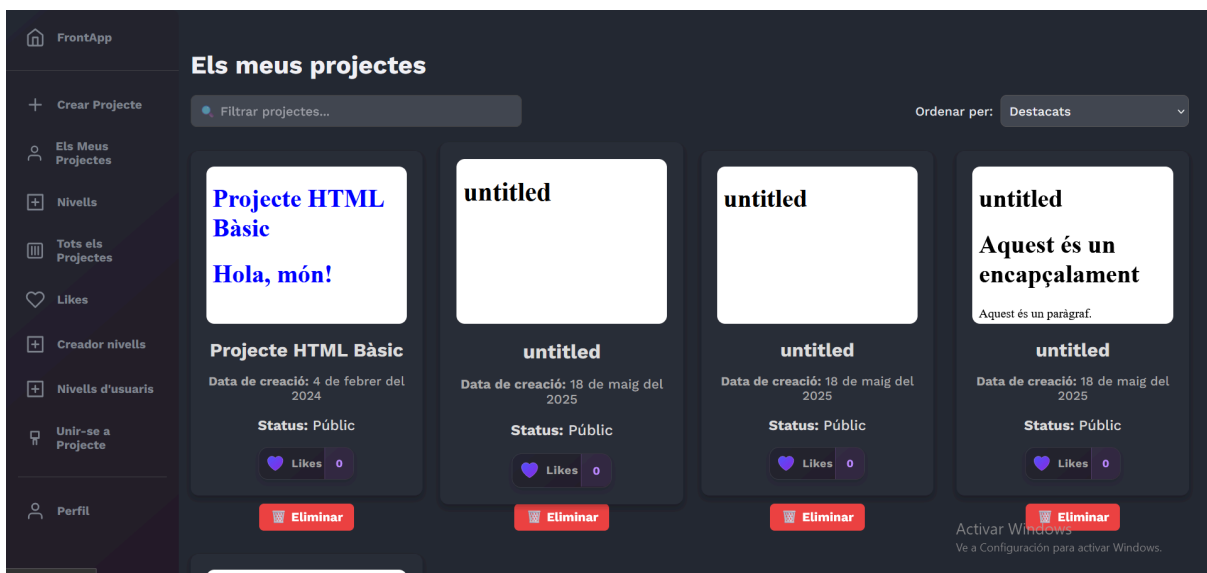 FrontApp
Crear Projecte
Els Meus
Projectes
Nivells
Tots els
Projectes
Likes
Creador nivells
Nivells d'usuaris
Unir-se a
Projecte
Perfil
Els meus projectes
Filtrar projectes...
Ordenar per: Destacats
Projecte HTML
Bàsic
Hola, món!
Projecte HTML Bàsic
Data de creació: 4 de febrer del
2024
Status: Públic
Likes 0
Eliminar
untitled
untitled
Data de creació: 18 de maig del
2025
Status: Públic
Likes 0
Eliminar
untitled
untitled
Data de creació: 18 de maig del
2025
Status: Públic
Likes 0
Eliminar
untitled
Aquest és un
encapçalament
Aquest és un paràgraf.
untitled
Data de creació: 18 de maig del
2025
Status: Públic
Likes 0
Eliminar
Activar Windows
Ve a Configuración para activar Windows.